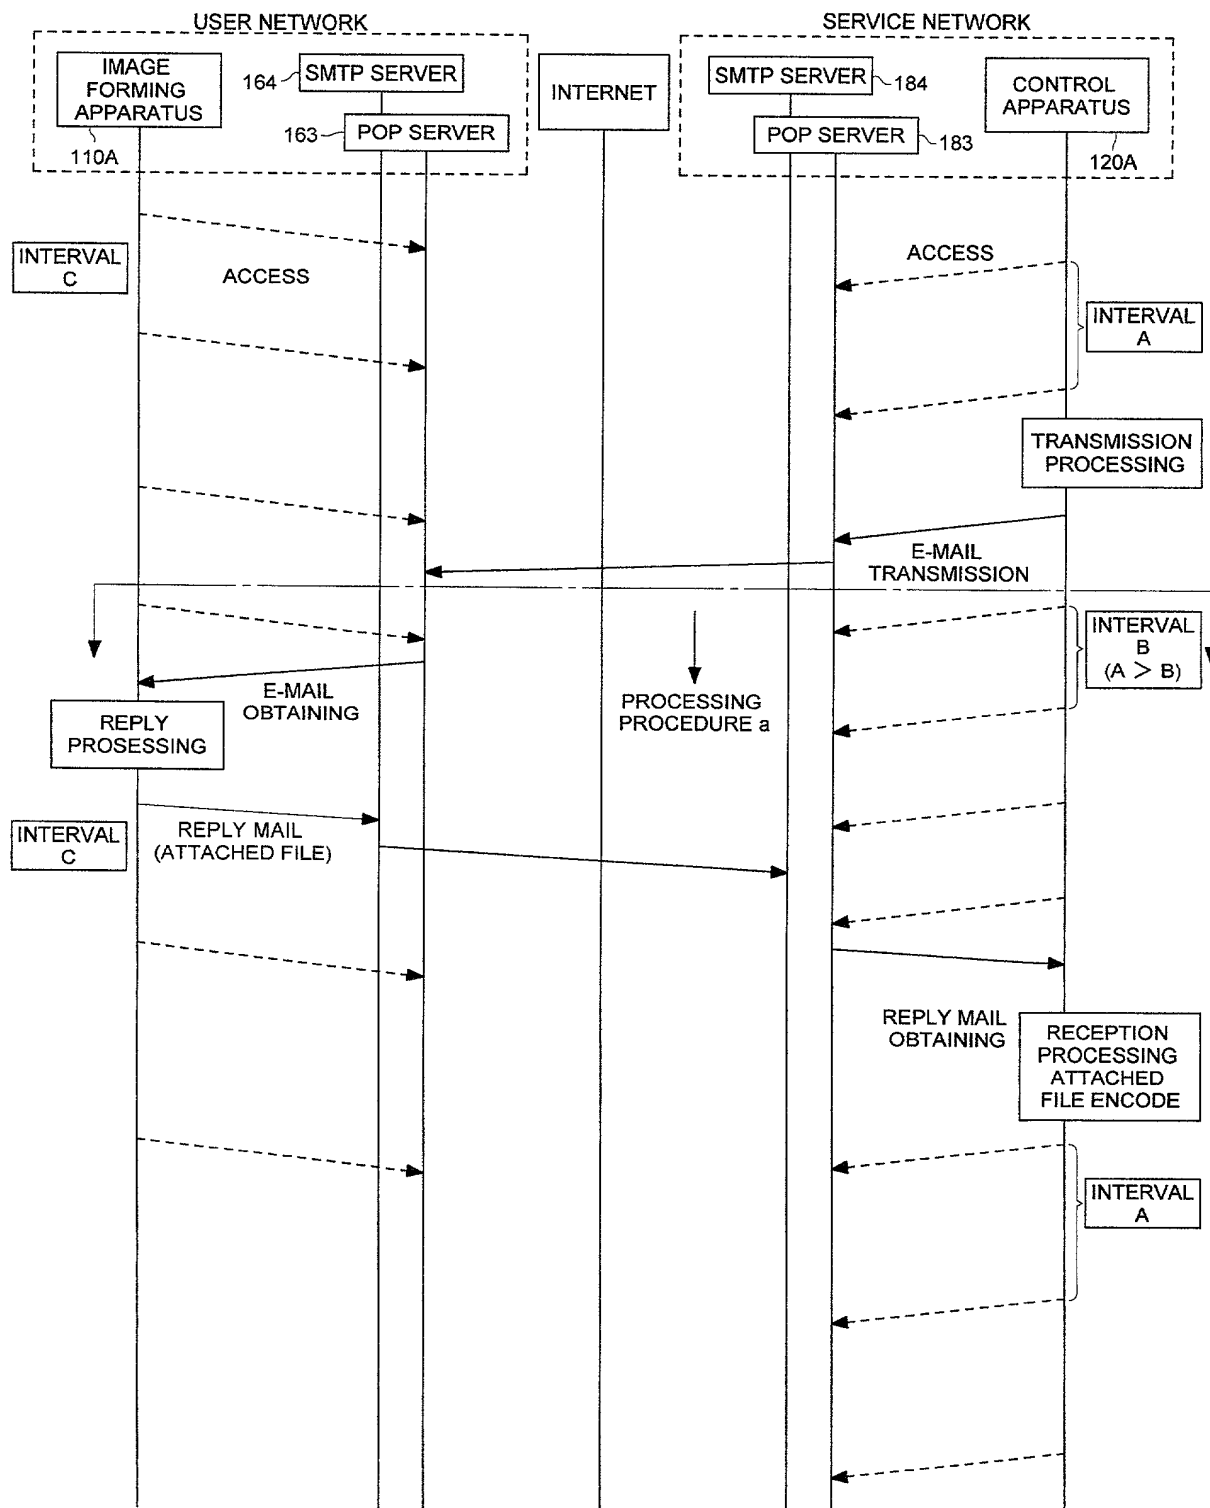 USER NETWORK
SERVICE NETWORK
IMAGE
FORMING
APPARATUS
110A
164
SMTP SERVER
163
POP SERVER
INTERNET
SMTP SERVER
184
POP SERVER
183
CONTROL
APPARATUS
120A
INTERVAL
C
ACCESS
ACCESS
INTERVAL
A
TRANSMISSION
PROCESSING
E-MAIL
TRANSMISSION
INTERVAL
B
(A > B)
E-MAIL
OBTAINING
PROCESSING
PROCEDURE a
REPLY
PROSESSING
INTERVAL
C
REPLY MAIL
(ATTACHED FILE)
REPLY MAIL
OBTAINING
RECEPTION
PROCESSING
ATTACHED
FILE ENCODE
INTERVAL
A